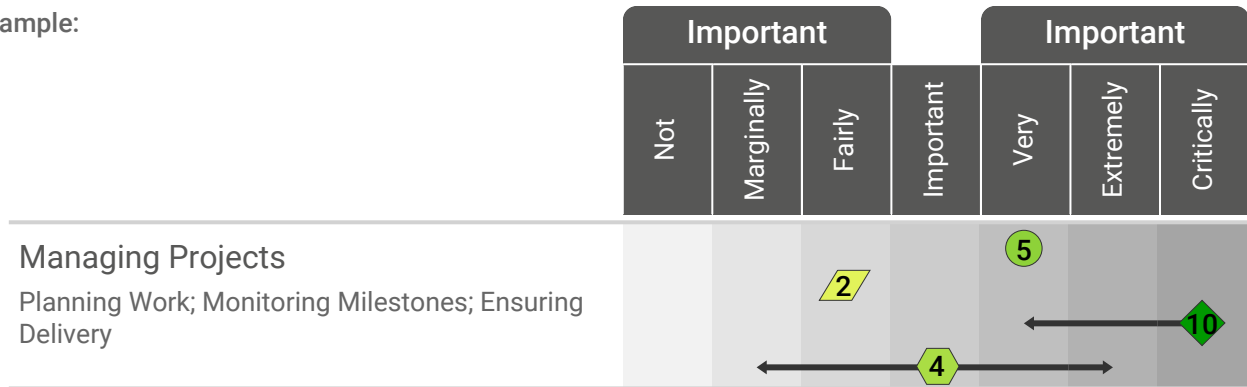 ample:
Important
Important
Not
Marginally
Fairly
Important
Very
Extremely
Critically
Managing Projects
Planning Work; Monitoring Milestones; Ensuring
Delivery
5
2
10
4